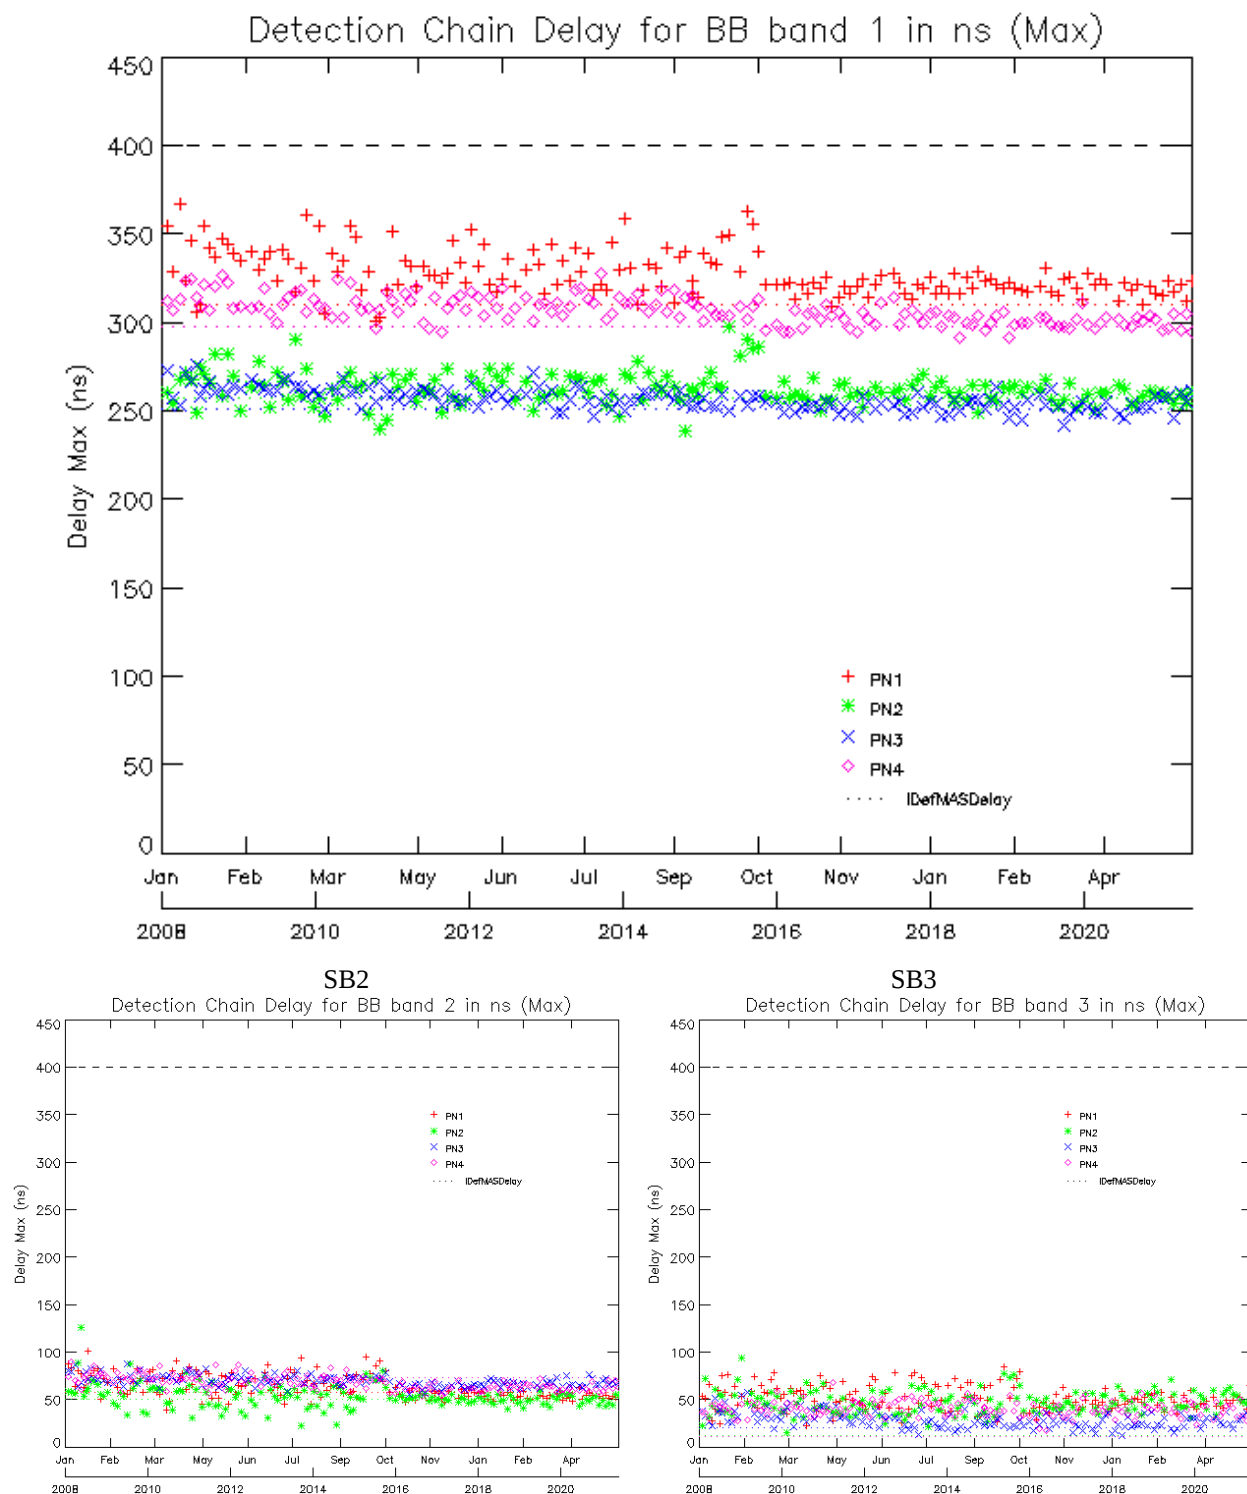 Detection Chain Delay for BB band 1 in ns (Max)
450
400
350
300
250
200
150
100
50
0
Delay Max (ns)
PN1
PN2
PN3
PN4
IDefMASDelay
Jan Feb Mar May Jun Jul Sep Oct Nov Jan Feb Apr
2008 2010 2012 2014 2016 2018 2020
SB2
Detection Chain Delay for BB band 2 in ns (Max)
450
400
350
300
250
200
150
100
50
0
Delay Max (ns)
PN1
PN2
PN3
PN4
IDefMASDelay
Jan Feb Mar May Jun Jul Sep Oct Nov Jan Feb Apr
2008 2010 2012 2014 2016 2018 2020
SB3
Detection Chain Delay for BB band 3 in ns (Max)
450
400
350
300
250
200
150
100
50
0
Delay Max (ns)
PN1
PN2
PN3
PN4
IDefMASDelay
Jan Feb Mar May Jun Jul Sep Oct Nov Jan Feb Apr
2008 2010 2012 2014 2016 2018 2020